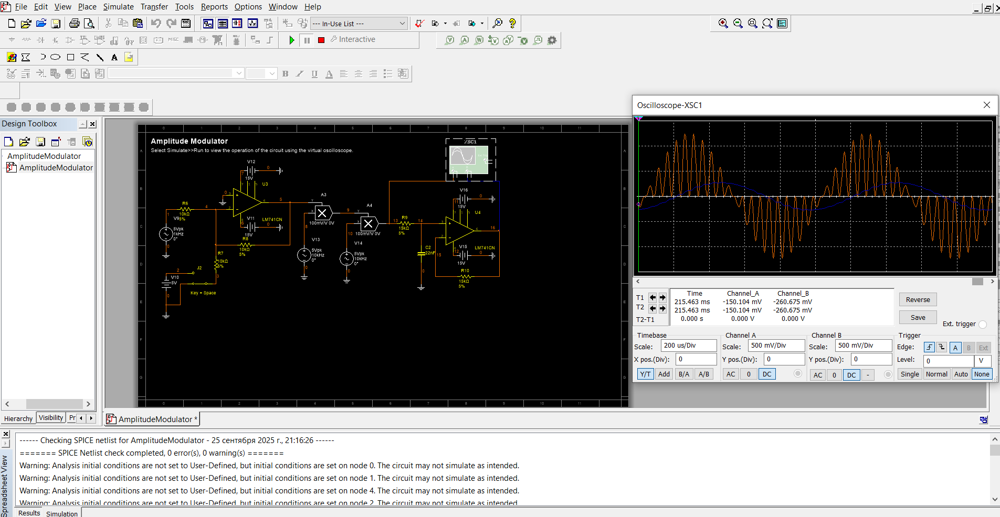 File Edit View Place Simulate Transfer Tools Reports Options Window Help
--- In-Use List ---
MISC
Interactive
A
B I U A
Design Toolbox
AmplitudeModulator
AmplitudeModulator
Hierarchy Visibility Pr
Amplitude Modulator
Select Simulate>>Run to view the operation of the circuit using the virtual oscilloscope.
XSC1
V12
15V
U3
R6
10kΩ
5%
V9
5Vpk
1kHz
0°
V11
15V
LM741CN
R8
10kΩ
5%
R7
10kΩ
5%
J2
Key = Space
V10
5V
A3
100mV/V 0V
A4
100mV/V 0V
V13
5Vpk
10kHz
0°
V14
5Vpk
10kHz
0°
R9
15kΩ
5%
C2
22nF
V16
15V
U4
V15
15V
LM741CN
R10
15kΩ
5%
AmplitudeModulator *
Oscilloscope-XSC1
Time Channel_A Channel_B
T1 215.463 ms -150.104 mV -260.675 mV
T2 215.463 ms -150.104 mV -260.675 mV
T2-T1 0.000 s 0.000 V 0.000 V
Reverse
Save
Ext. trigger
Timebase
Scale: 200 us/Div
X pos.(Div): 0
Y/T Add B/A A/B
Channel A
Scale: 500 mV/Div
Y pos.(Div): 0
AC 0 DC
Channel B
Scale: 500 mV/Div
Y pos.(Div): 0
AC 0 DC -
Trigger
Edge: A B Ext
Level: 0 V
Single Normal Auto None
Spreadsheet View
------ Checking SPICE netlist for AmplitudeModulator - 25 сентября 2025 г., 21:16:26 ------
======= SPICE Netlist check completed, 0 error(s), 0 warning(s) =======
Warning: Analysis initial conditions are not set to User-Defined, but initial conditions are set on node 0. The circuit may not simulate as intended.
Warning: Analysis initial conditions are not set to User-Defined, but initial conditions are set on node 1. The circuit may not simulate as intended.
Warning: Analysis initial conditions are not set to User-Defined, but initial conditions are set on node 4. The circuit may not simulate as intended.
Warning: Analysis initial conditions are not set to User-Defined, but initial conditions are set on node 2. The circuit may not simulate as intended.
Results Simulation